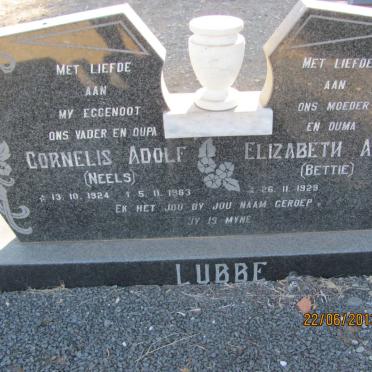 MET LIEFDE
AAN
MY EGGENOOT
ONS VADER EN OUPA
CORNELIS ADOLF
(NEELS)
☆ 13. 10. 1924 † 5. 11. 1983
MET LIEFDE
AAN
ONS MOEDER
EN OUMA
ELIZABETH A
(BETTIE)
☆ 26. 11. 1929
EK HET JOU BY JOU NAAM GEROEP,
JY IS MYNE
LUBBE
22/06/201